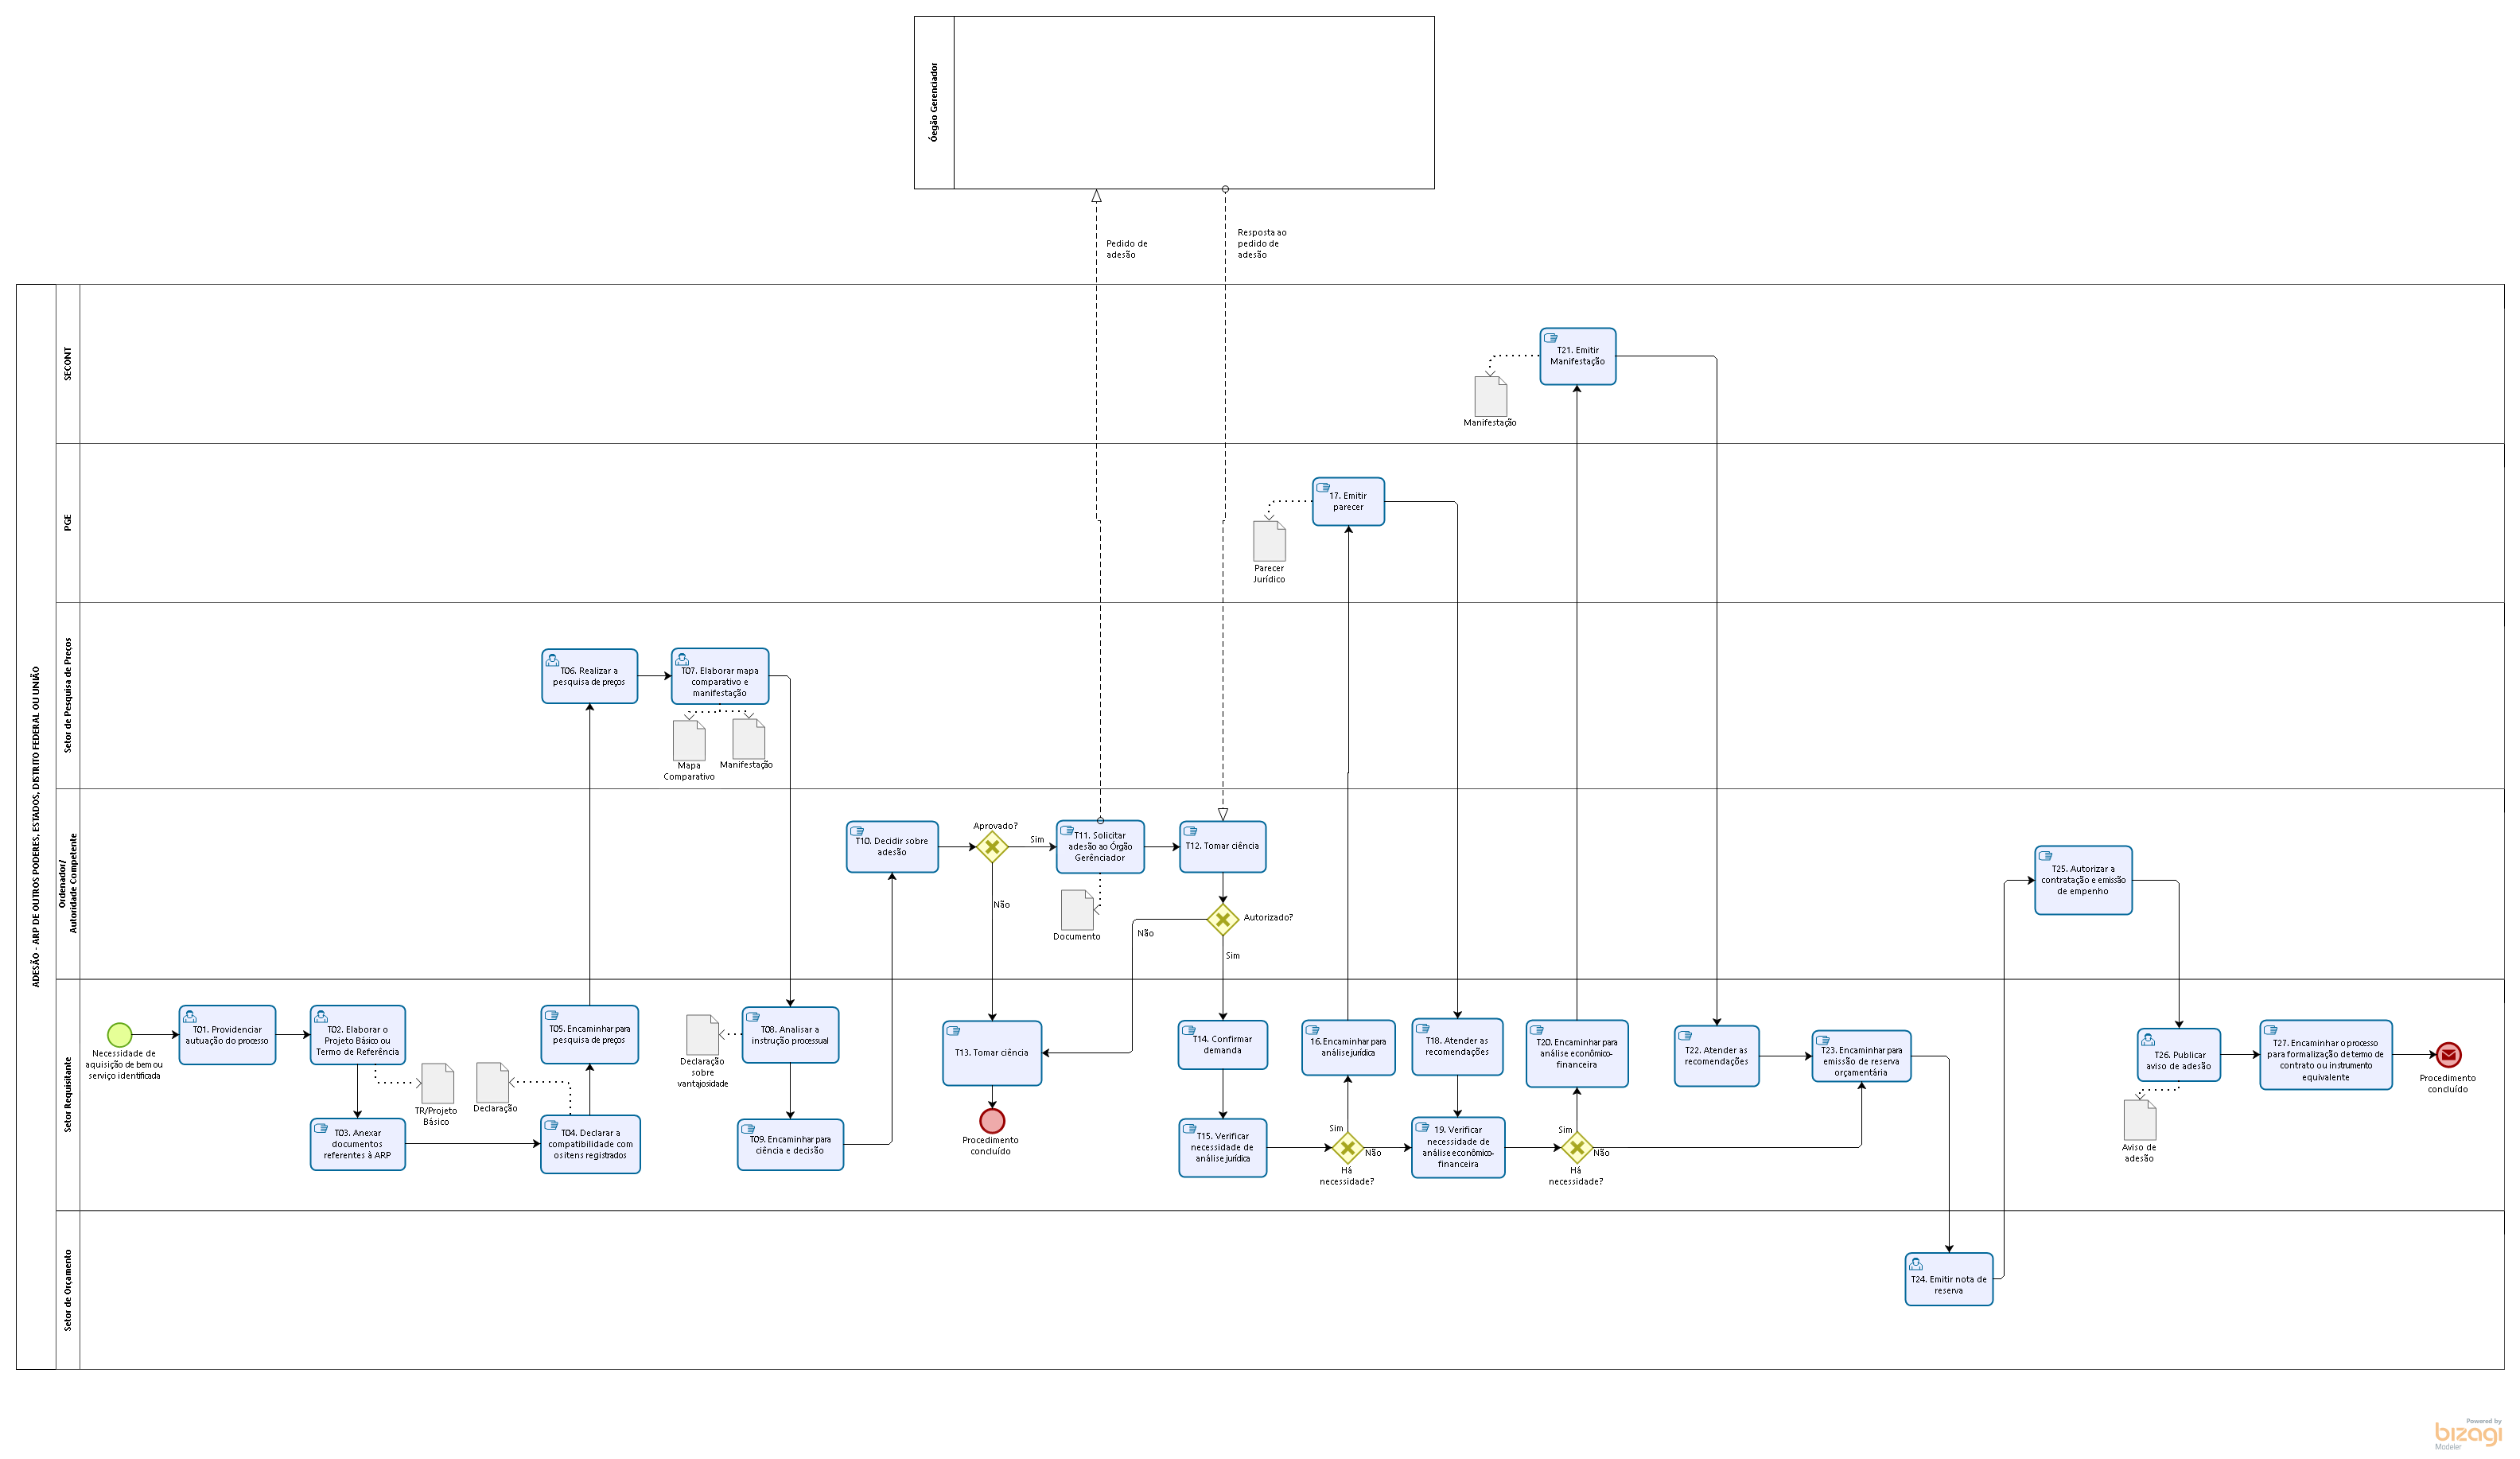 Óegão Gerenciador
Pedido de
adesão
Resposta ao
pedido de
adesão
ADESÃO - ARP DE OUTROS PODERES, ESTADOS, DISTRITO FEDERAL OU UNIÃO
SECONT
T21. Emitir
Manifestação
Manifestação
PGE
17. Emitir
parecer
Parecer
Jurídico
Setor de Pesquisa de Preços
T06. Realizar a
pesquisa de preços
T07. Elaborar mapa
comparativo e
manifestação
Mapa
Comparativo
Manifestação
Ordenador/
Autoridade Competente
T10. Decidir sobre
adesão
Aprovado?
Sim
Não
T11. Solicitar
adesão ao Órgão
Gerênciador
Documento
T12. Tomar ciência
Autorizado?
Não
Sim
T25. Autorizar a
contratação e emissão
de empenho
Setor Requisitante
Necessidade de
aquisição de bem ou
serviço identificada
T01. Providenciar
autuação do processo
T02. Elaborar o
Projeto Básico ou
Termo de Referência
TR/Projeto
Básico
T03. Anexar
documentos
referentes à ARP
Declaração
T04. Declarar a
compatibilidade com
os itens registrados
T05. Encaminhar para
pesquisa de preços
Declaração
sobre
vantajosidade
T08. Analisar a
instrução processual
T09. Encaminhar para
ciência e decisão
T13. Tomar ciência
Procedimento
concluído
T14. Confirmar
demanda
T15. Verificar
necessidade de
análise jurídica
16. Encaminhar para
análise jurídica
Sim
Não
Há
necessidade?
T18. Atender as
recomendações
19. Verificar
necessidade de
análise econômico-
financeira
T20. Encaminhar para
análise econômico-
financeira
Sim
Não
Há
necessidade?
T22. Atender as
recomendações
T23. Encaminhar para
emissão de reserva
orçamentária
T26. Publicar
aviso de adesão
Aviso de
adesão
T27. Encaminhar o processo
para formalização de termo de
contrato ou instrumento
equivalente
Procedimento
concluído
Setor de Orçamento
T24. Emitir nota de
reserva
Powered by
bizagi
Modeler